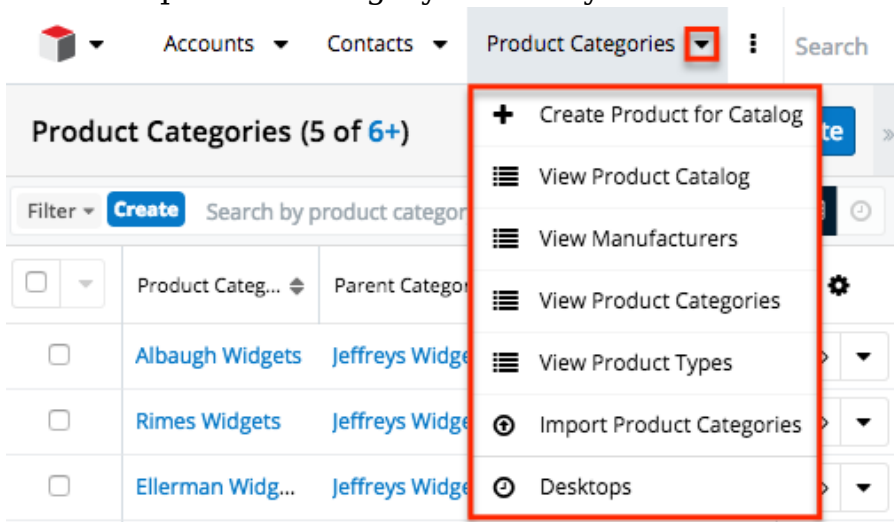 Accounts Contacts Product Categories Search
Product Categories (5 of 6+)
Create Product for Catalog
View Product Catalog
Filter Create Search by product categor
View Manufacturers
Product Categ... Parent Categor
View Product Categories
Albaugh Widgets Jeffreys Widge
View Product Types
Rimes Widgets Jeffreys Widge
Import Product Categories
Ellerman Widg... Jeffreys Widge
Desktops